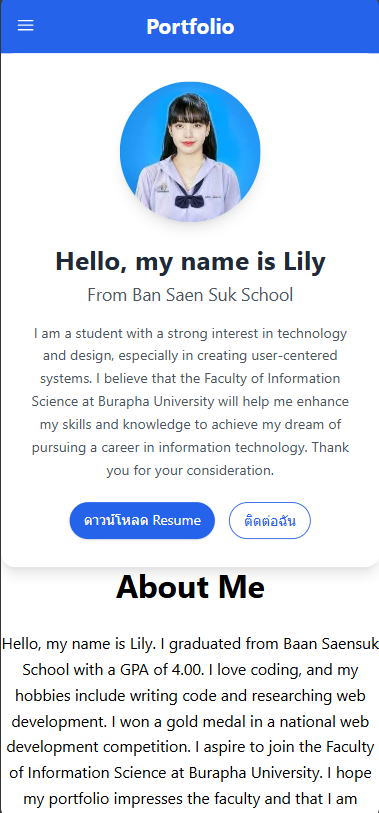 Portfolio
Hello, my name is Lily
From Ban Saen Suk School
I am a student with a strong interest in technology
and design, especially in creating user-centered
systems. I believe that the Faculty of Information
Science at Burapha University will help me enhance
my skills and knowledge to achieve my dream of
pursuing a career in information technology. Thank
you for your consideration.
ดาวน์โหลด Resume
ติดต่อฉัน
About Me
Hello, my name is Lily. I graduated from Baan Saensuk
School with a GPA of 4.00. I love coding, and my
hobbies include writing code and researching web
development. I won a gold medal in a national web
development competition. I aspire to join the Faculty
of Information Science at Burapha University. I hope
my portfolio impresses the faculty and that I am